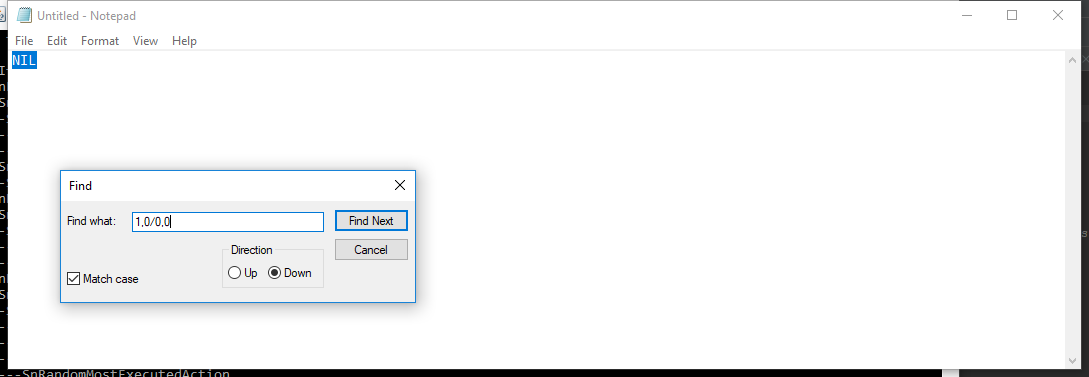 Untitled - Notepad
File Edit Format View Help
NIL
Find
Find what: 1,0/0,0 Find Next
Direction Cancel
Up Down
Match case
---SnRandomMostExecutedAction